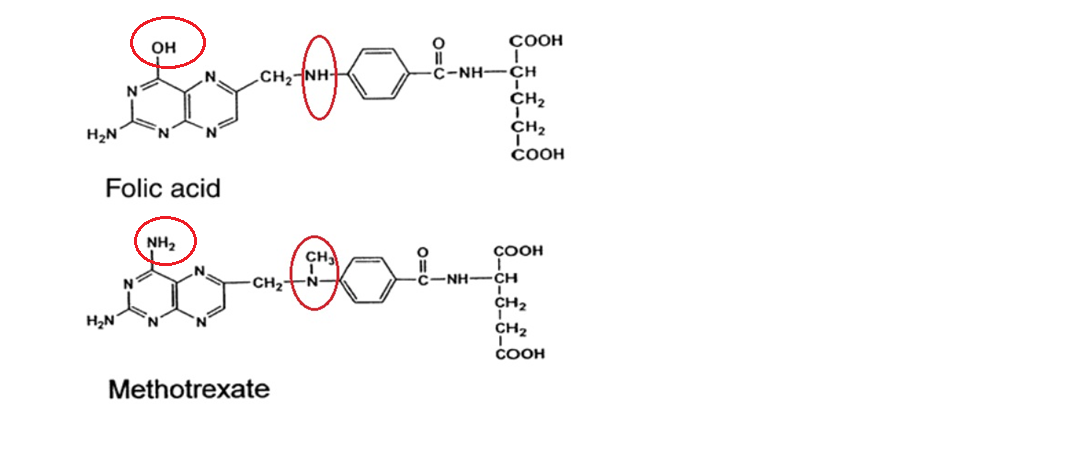 OH
COOH
O
N N CH2 NH C NH CH
CH2
CH2
H2N N N
COOH
Folic acid
NH2
CH3
O
COOH
N N CH2 N C NH CH
CH2
H2N N N
CH2
COOH
Methotrexate